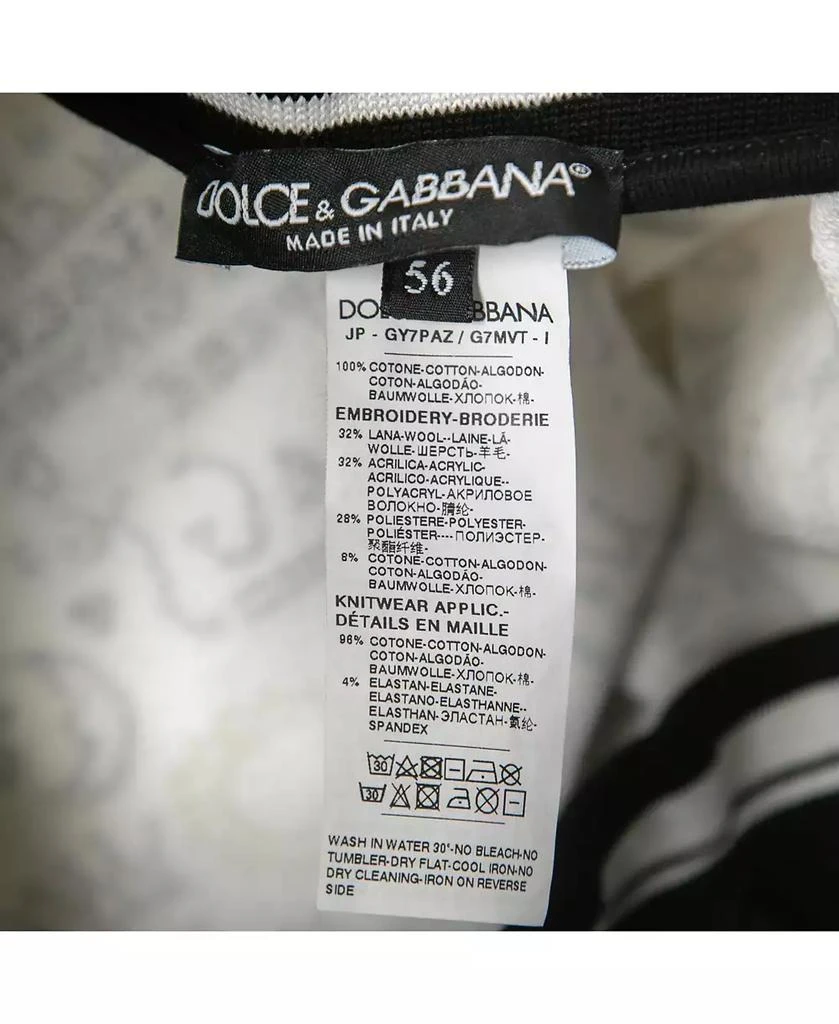 DOLCE & GABBANA®
MADE IN ITALY
56
DOL BBANA
JP - GY7PAZ / G7MVT - I
100% COTONE-COTTON-ALGODON-
COTON-ALGODÃO-
BAUMWOLLE-ХЛОПОК-棉-
EMBROIDERY-BRODERIE
32% LANA-WOOL--LAINE-LÃ-
WOLLE-ШЕРСТЬ-羊毛-
32% ACRILICA-ACRYLIC-
ACRILICO-ACRYLIQUE--
POLYACRYL-АКРИЛОВОЕ
ВОЛОКНО-腈纶-
28% POLIESTERE-POLYESTER-
POLIÉSTER----ПОЛИЭСТЕР-
聚酯纤维-
8% COTONE-COTTON-ALGODON-
COTON-ALGODÃO-
BAUMWOLLE-ХЛОПОК-棉-
KNITWEAR APPLIC.-
DÉTAILS EN MAILLE
96% COTONE-COTTON-ALGODON-
COTON-ALGODÃO-
BAUMWOLLE-ХЛОПОК-棉-
4% ELASTAN-ELASTANE-
ELASTANO-ELASTHANNE--
ELASTHAN-ЭЛАСТАН-氨纶-
SPANDEX
30
30
WASH IN WATER 30°-NO BLEACH-NO
TUMBLER-DRY FLAT-COOL IRON-NO
DRY CLEANING-IRON ON REVERSE
SIDE